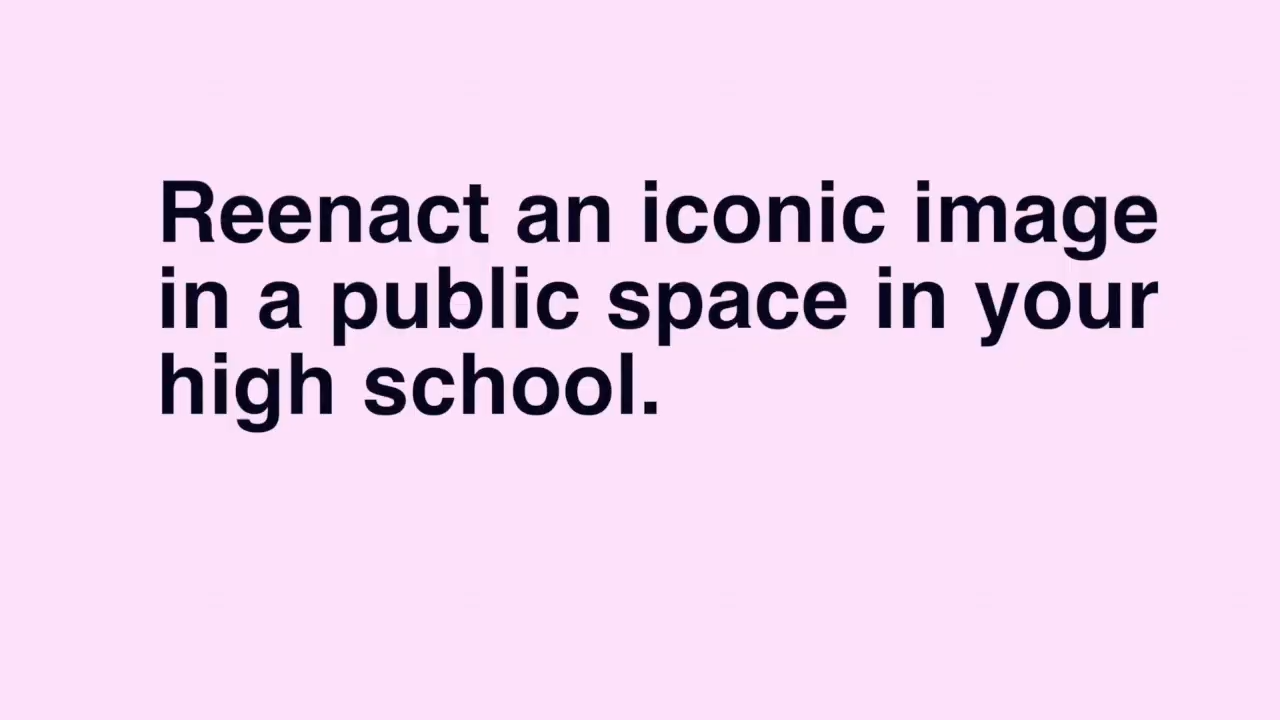 Reenact an iconic image
in a public space in your
high school.